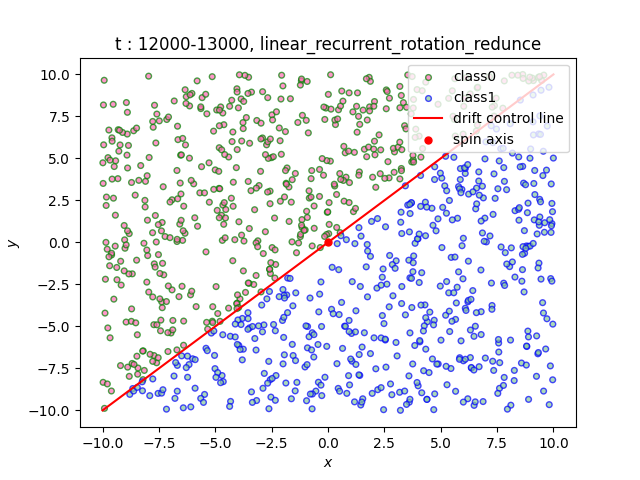 t : 12000-13000, linear_recurrent_rotation_redunce
class0
class1
drift control line
spin axis
10.0
7.5
5.0
2.5
0.0
−2.5
−5.0
−7.5
−10.0
y
−10.0 −7.5 −5.0 −2.5 0.0 2.5 5.0 7.5 10.0
x